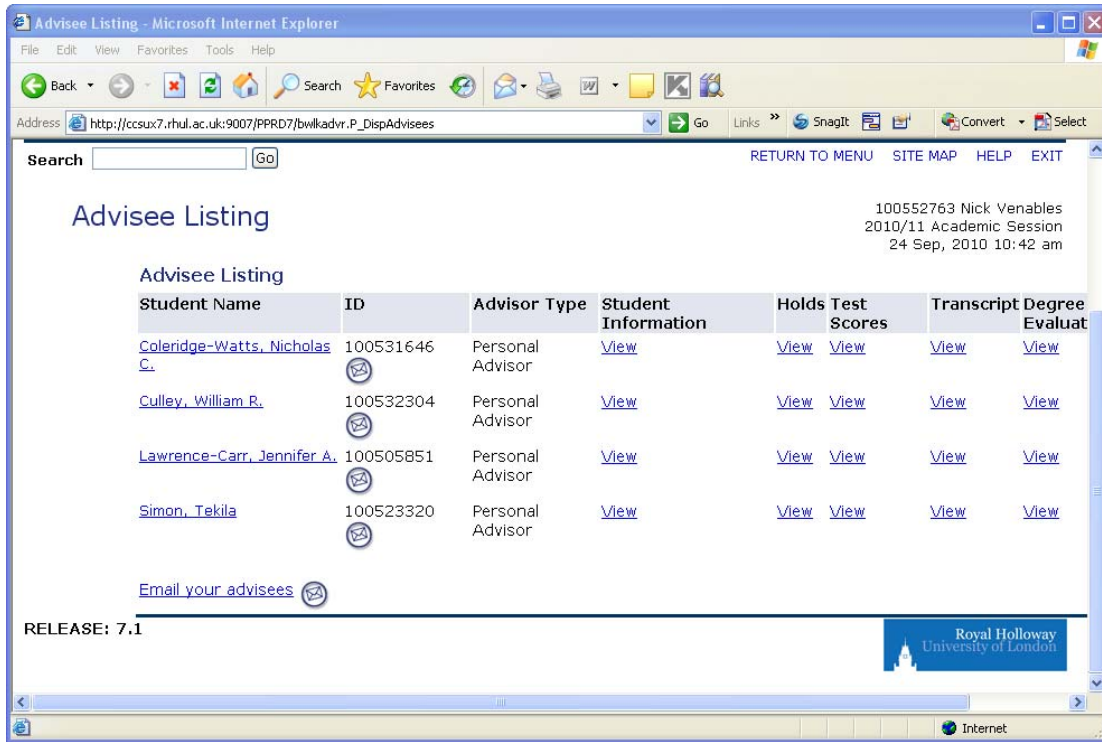 Advisee Listing - Microsoft Internet Explorer
File Edit View Favorites Tools Help
Back Search Favorites
Address http://ccsux7.rhul.ac.uk:9007/PPRD7/bwlkadvr.P_DispAdvisees Go Links » SnagIt Convert Select
Search Go RETURN TO MENU SITE MAP HELP EXIT
Advisee Listing
100552763 Nick Venables
2010/11 Academic Session
24 Sep, 2010 10:42 am
Advisee Listing
Student Name ID Advisor Type Student Information Holds Test Scores Transcript Degree Evaluat
Coleridge-Watts, Nicholas C. 100531646 Personal Advisor View View View View View
Culley, William R. 100532304 Personal Advisor View View View View View
Lawrence-Carr, Jennifer A. 100505851 Personal Advisor View View View View View
Simon, Tekila 100523320 Personal Advisor View View View View View
Email your advisees
RELEASE: 7.1
Royal Holloway
University of London
Internet